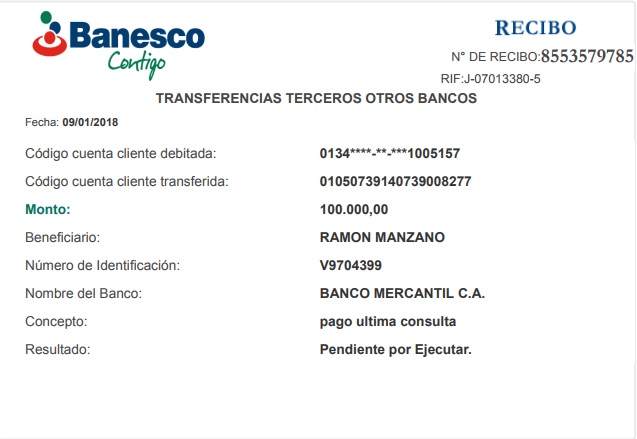 Banesco
Contigo
RECIBO
N° DE RECIBO:8553579785
RIF:J-07013380-5
TRANSFERENCIAS TERCEROS OTROS BANCOS
Fecha: 09/01/2018
Código cuenta cliente debitada: 0134****-**-***1005157
Código cuenta cliente transferida: 01050739140739008277
Monto: 100.000,00
Beneficiario: RAMON MANZANO
Número de Identificación: V9704399
Nombre del Banco: BANCO MERCANTIL C.A.
Concepto: pago ultima consulta
Resultado: Pendiente por Ejecutar.